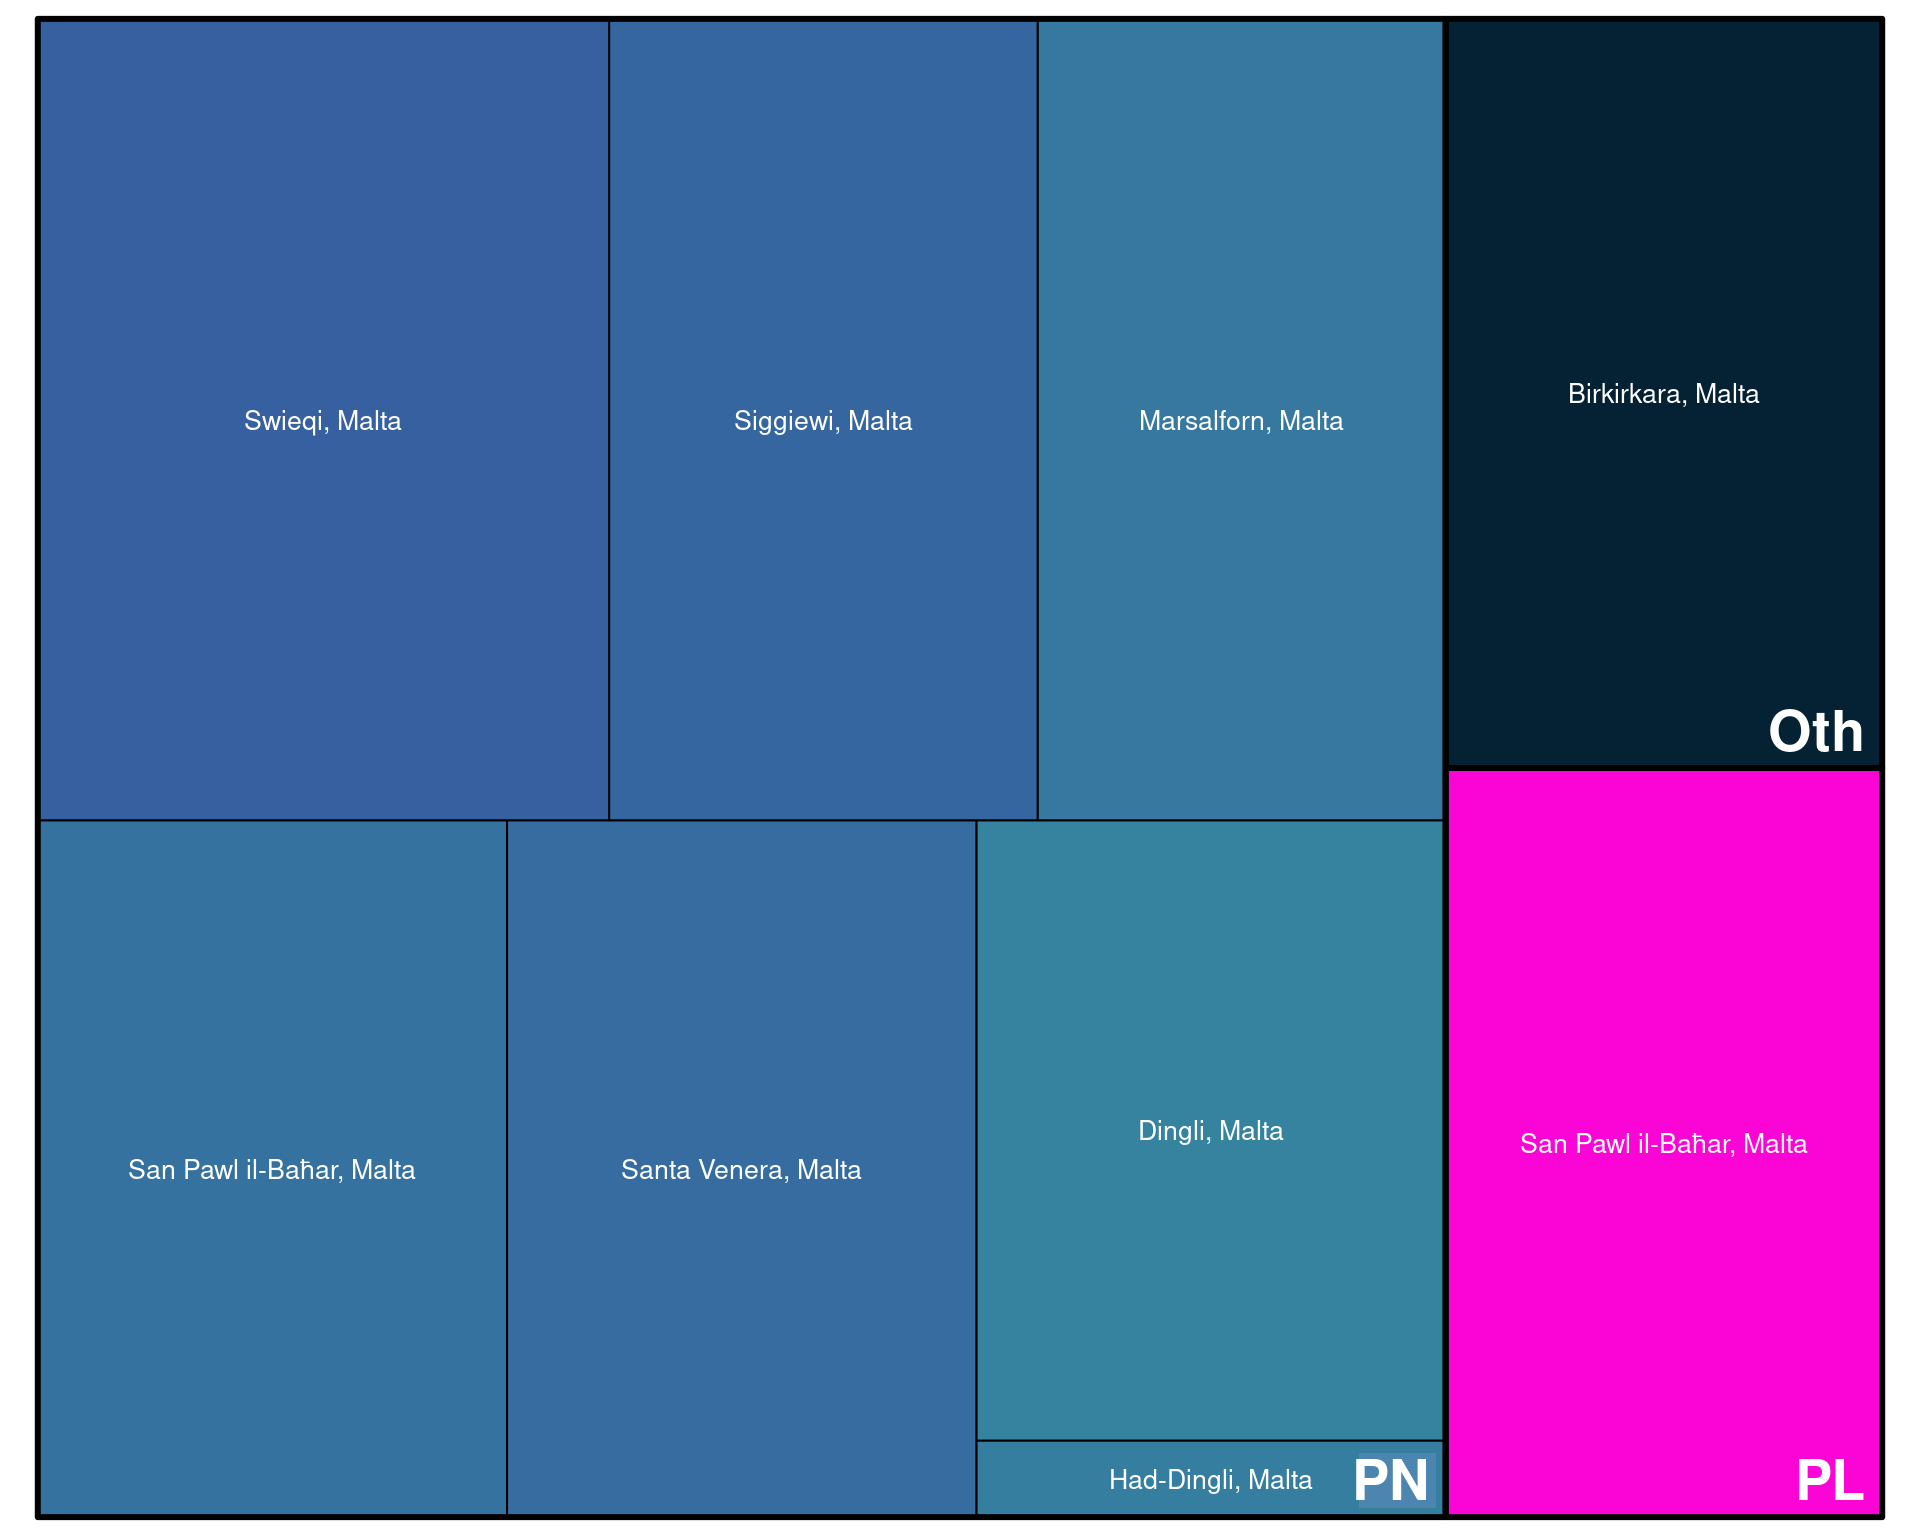 Swieqi, Malta
Siggiewi, Malta
Marsalforn, Malta
Birkirkara, Malta
Oth
San Pawl il-Baħar, Malta
Santa Venera, Malta
Dingli, Malta
Had-Dingli, Malta
PN
San Pawl il-Baħar, Malta
PL